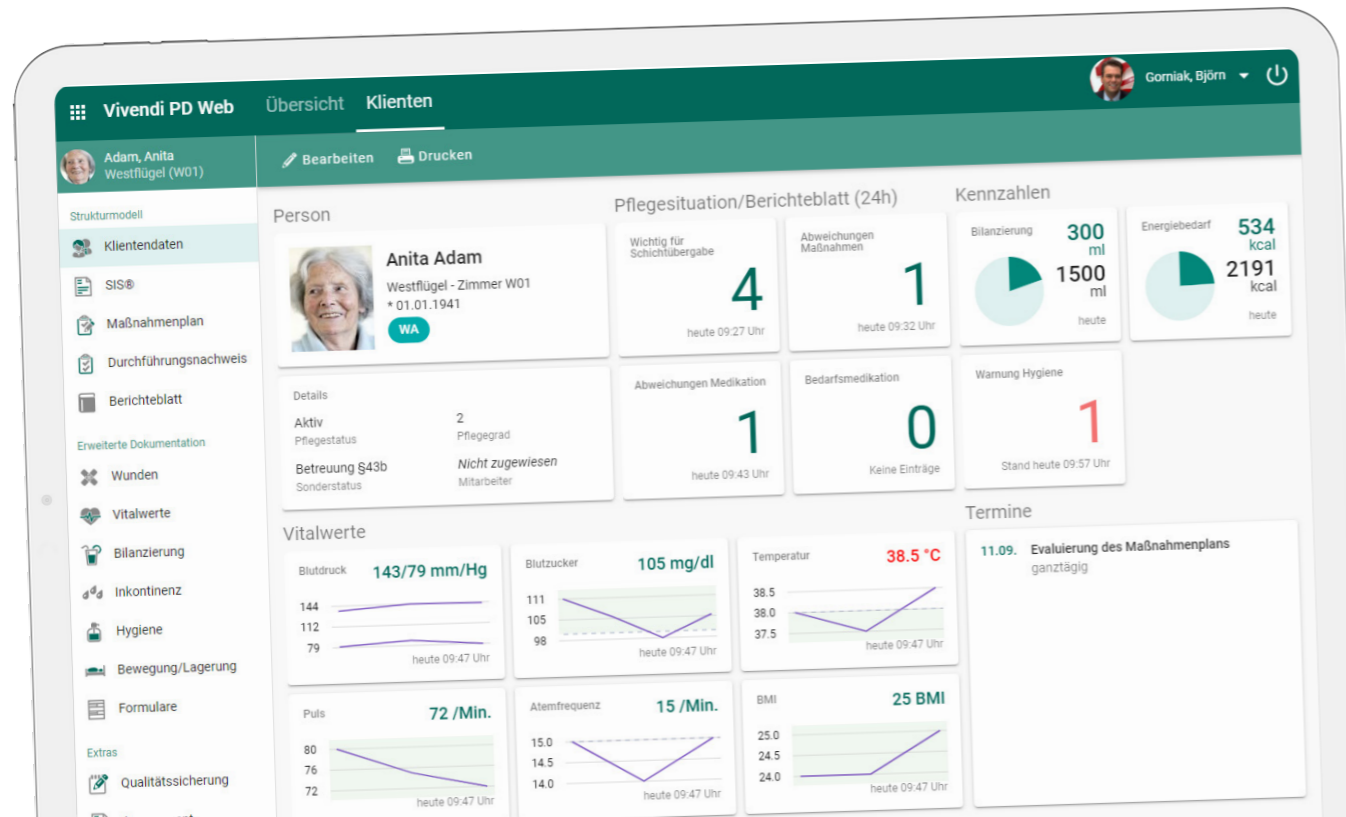 Vivendi PD Web
Übersicht
Klienten
Gorniak, Björn
Adam, Anita
Westflügel (W01)
Bearbeiten
Drucken
Strukturmodell
Klientendaten
SIS®
Maßnahmenplan
Durchführungsnachweis
Berichteblatt
Erweiterte Dokumentation
Wunden
Vitalwerte
Bilanzierung
Inkontinenz
Hygiene
Bewegung/Lagerung
Formulare
Extras
Qualitätssicherung
Person
Anita Adam
Westflügel - Zimmer W01
* 01.01.1941
WA
Details
Aktiv
Pflegestatus
2
Pflegegrad
Betreuung §43b
Sonderstatus
Nicht zugewiesen
Mitarbeiter
Pflegesituation/Berichteblatt (24h)
Wichtig für
Schichtübergabe
4
heute 09:27 Uhr
Abweichungen
Maßnahmen
1
heute 09:32 Uhr
Abweichungen Medikation
1
heute 09:43 Uhr
Bedarfsmedikation
0
Keine Einträge
Kennzahlen
Bilanzierung
300
ml
1500
ml
heute
Energiebedarf
534
kcal
2191
kcal
heute
Warnung Hygiene
1
Stand heute 09:57 Uhr
Vitalwerte
Blutdruck
143/79 mm/Hg
144
112
79
heute 09:47 Uhr
Blutzucker
105 mg/dl
111
105
98
heute 09:47 Uhr
Temperatur
38.5 °C
38.5
38.0
37.5
heute 09:47 Uhr
Puls
72 /Min.
80
76
72
heute 09:47 Uhr
Atemfrequenz
15 /Min.
15.0
14.5
14.0
heute 09:47 Uhr
BMI
25 BMI
25.0
24.5
24.0
heute 09:47 Uhr
Termine
11.09.
Evaluierung des Maßnahmenplans
ganztägig